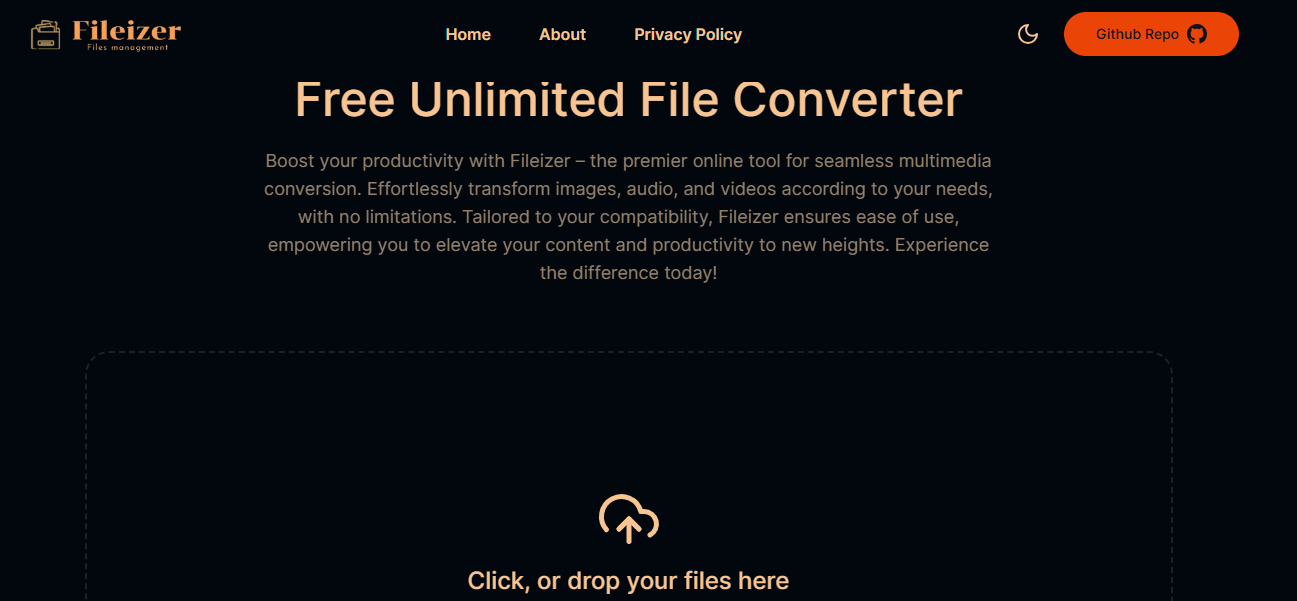 Fileizer
Files management
Home
About
Privacy Policy
Github Repo
Free Unlimited File Converter
Boost your productivity with Fileizer – the premier online tool for seamless multimedia
conversion. Effortlessly transform images, audio, and videos according to your needs,
with no limitations. Tailored to your compatibility, Fileizer ensures ease of use,
empowering you to elevate your content and productivity to new heights. Experience
the difference today!
Click, or drop your files here